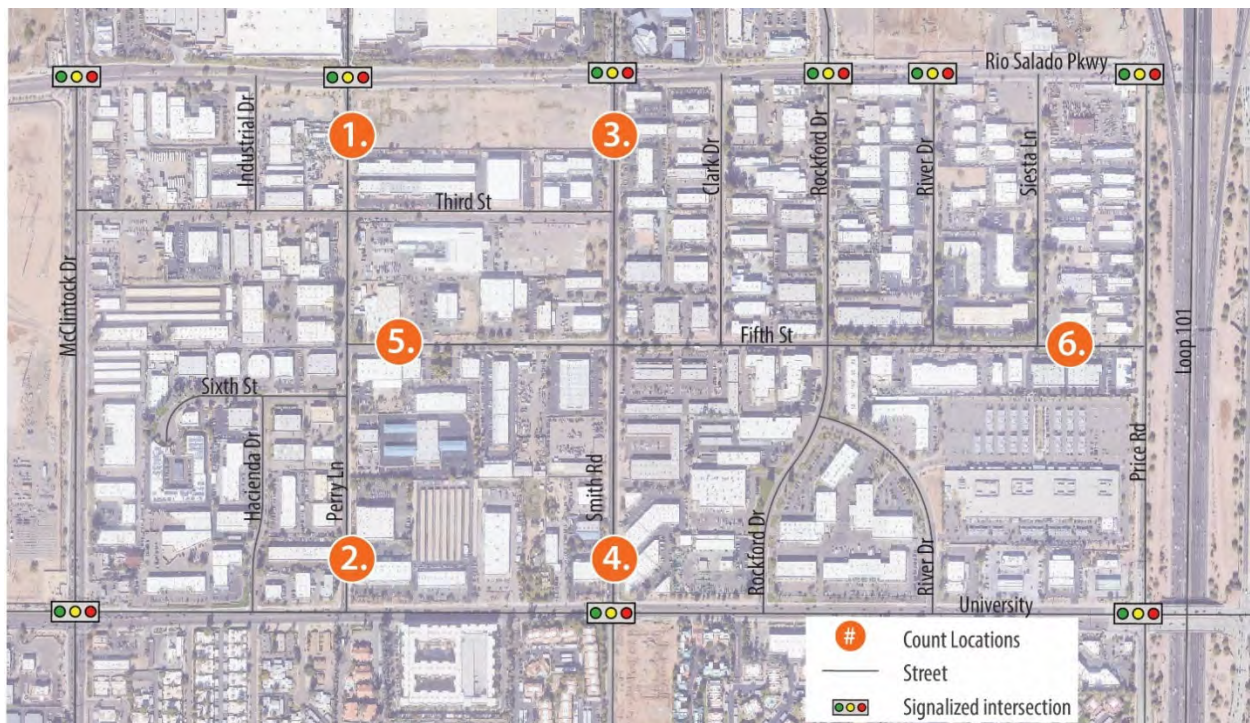 Rio Salado Pkwy
1.
3.
Industrial Dr
Clark Dr
Rockford Dr
River Dr
Siesta Ln
Third St
McClintock Dr
5.
Fifth St
6.
Loop 101
Sixth St
Hacienda Dr
Perry Ln
Smith Rd
Price Rd
2.
4.
Rockford Dr
River Dr
University
# Count Locations
Street
Signalized intersection